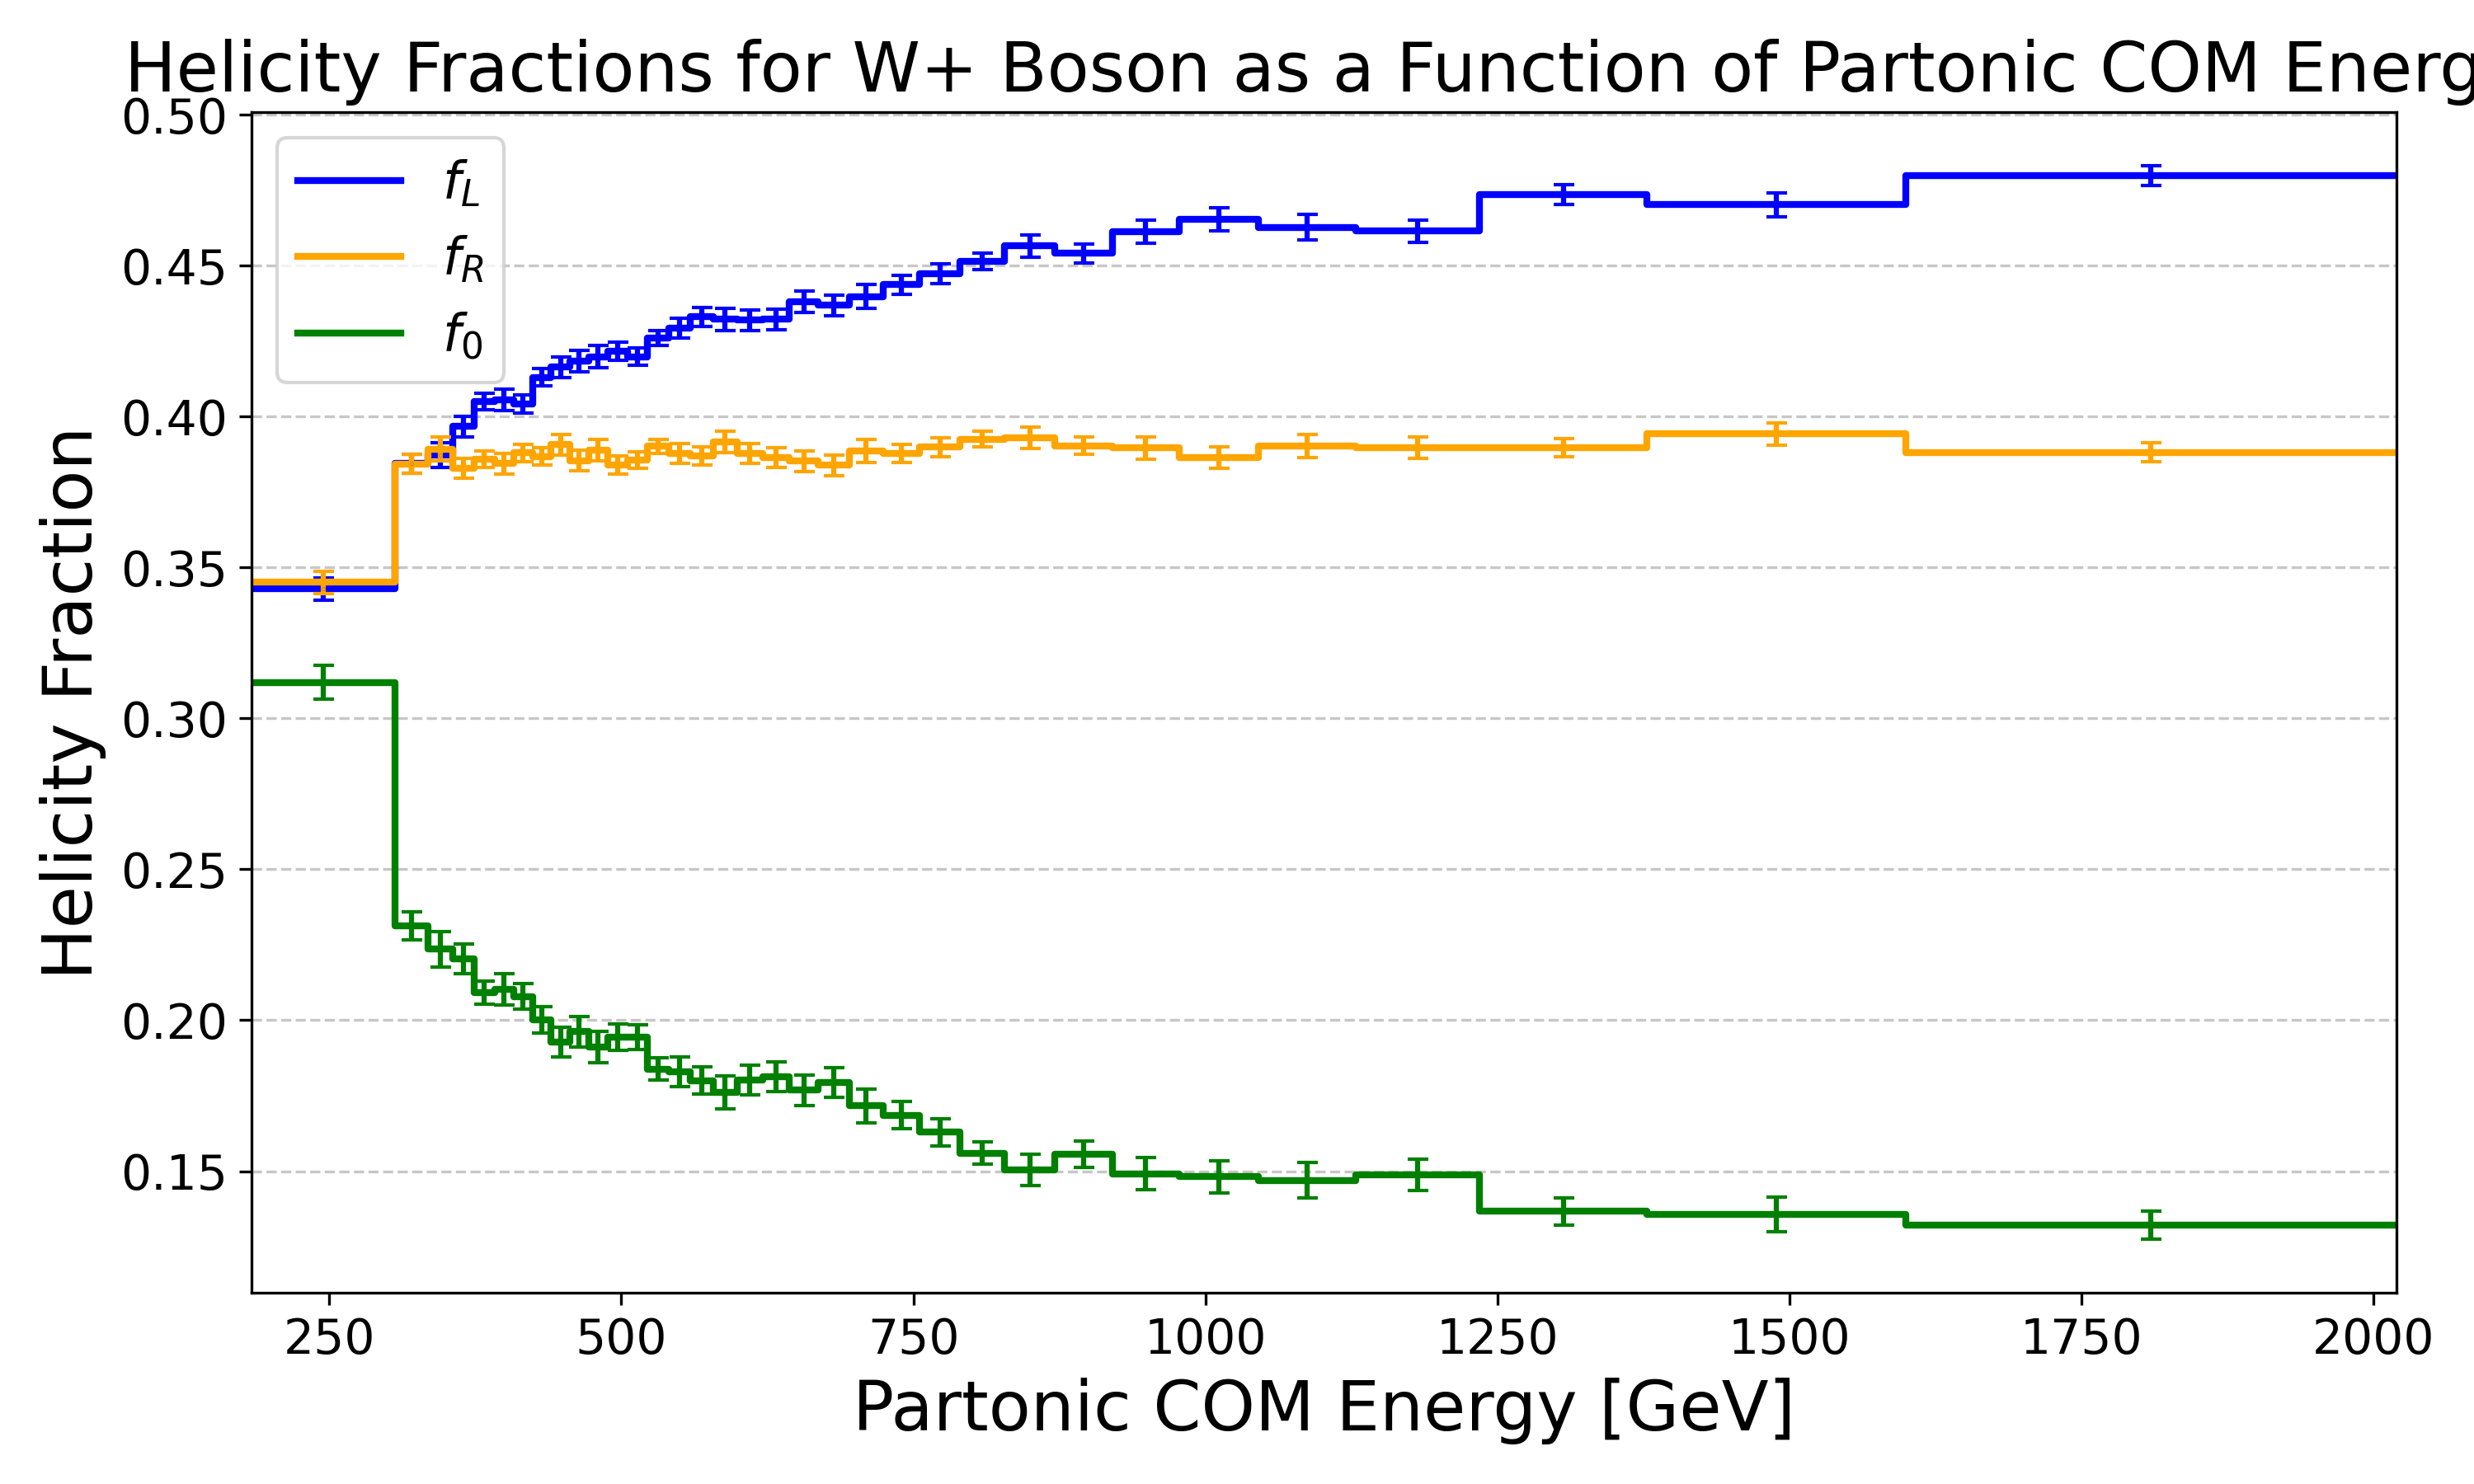 Helicity Fractions for W+ Boson as a Function of Partonic COM Energ
0.50
0.45
0.40
0.35
0.30
0.25
0.20
0.15
Helicity Fraction
f_L
f_R
f_0
250 500 750 1000 1250 1500 1750 2000
Partonic COM Energy [GeV]